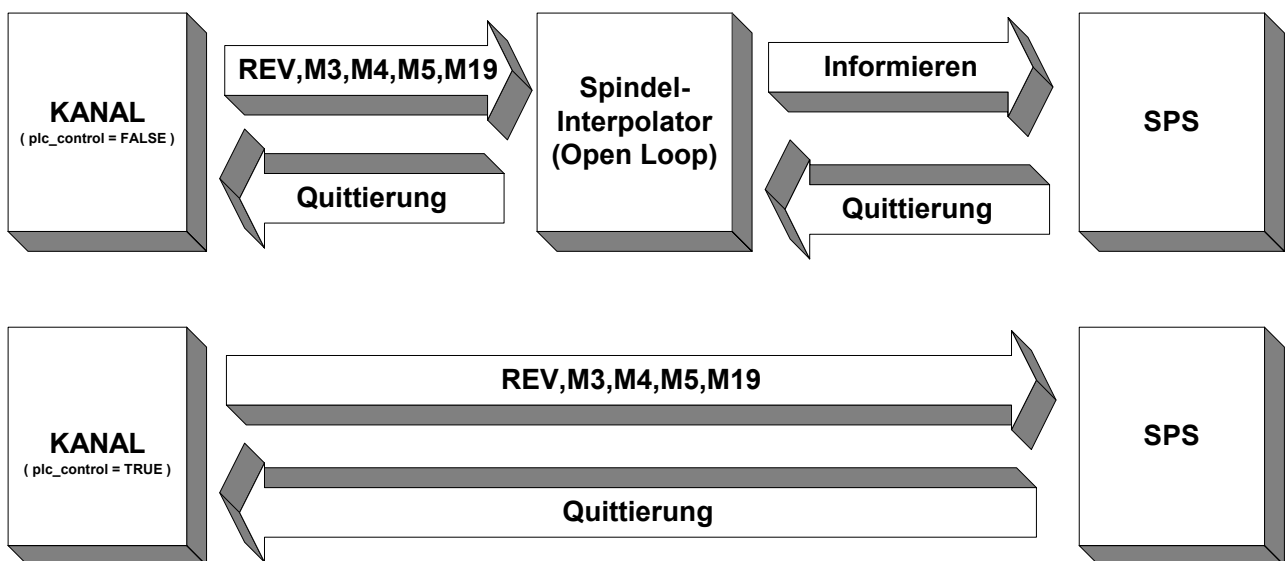 KANAL
( plc_control = FALSE )
REV,M3,M4,M5,M19
Quittierung
Spindel-
Interpolator
(Open Loop)
Informieren
Quittierung
SPS
KANAL
( plc_control = TRUE )
REV,M3,M4,M5,M19
Quittierung
SPS